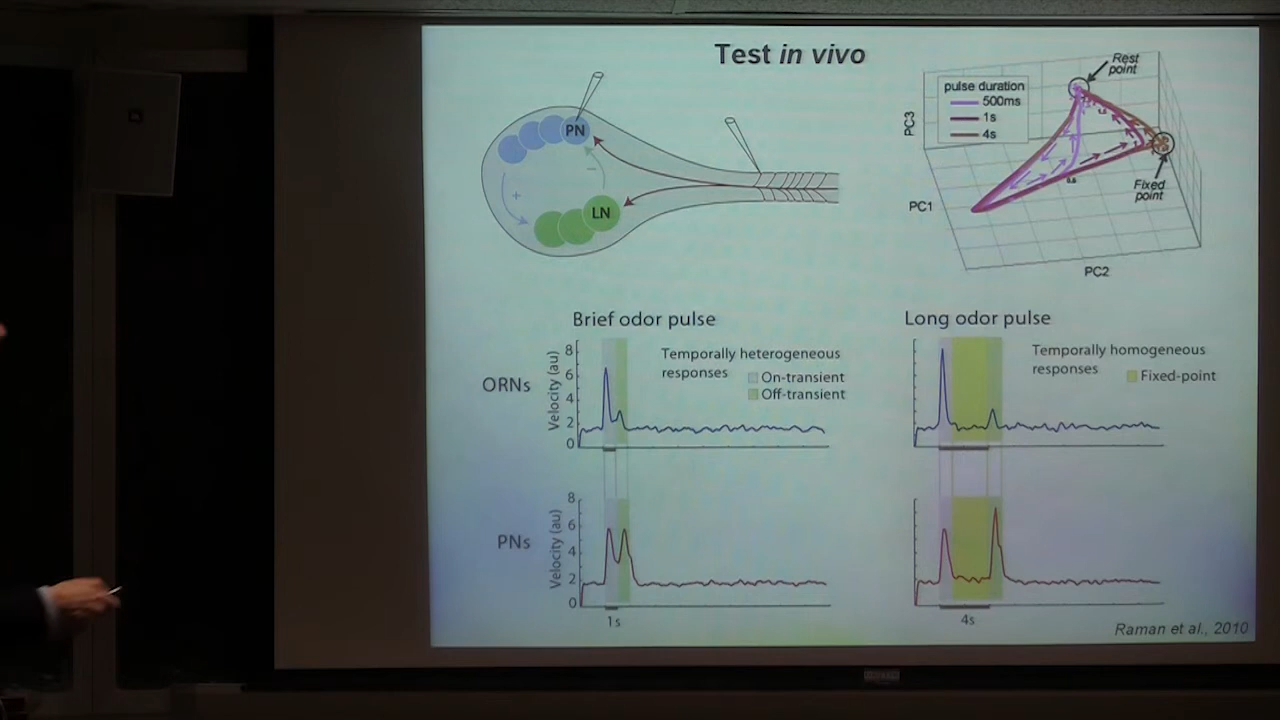 Test in vivo
PN
+
−
LN
pulse duration
500ms
1s
4s
Rest
point
PC3
PC1
PC2
Fixed
point
Brief odor pulse
Long odor pulse
ORNs
Velocity (au)
8
6
4
2
0
Temporally heterogeneous
responses
On-transient
Off-transient
Temporally homogeneous
responses
Fixed-point
PNs
Velocity (au)
8
6
4
2
0
1s
4s
Raman et al., 2010